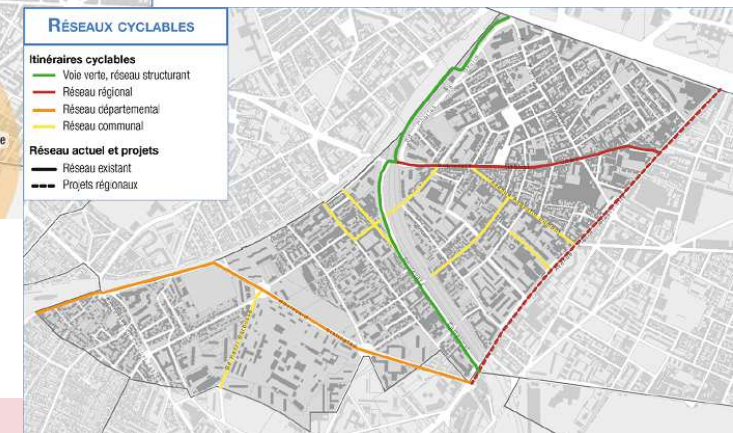 RÉSEAUX CYCLABLES
Itinéraires cyclables
Voie verte, réseau structurant
Réseau régional
Réseau départemental
Réseau communal
Réseau actuel et projets
Réseau existant
Projets régionaux
e